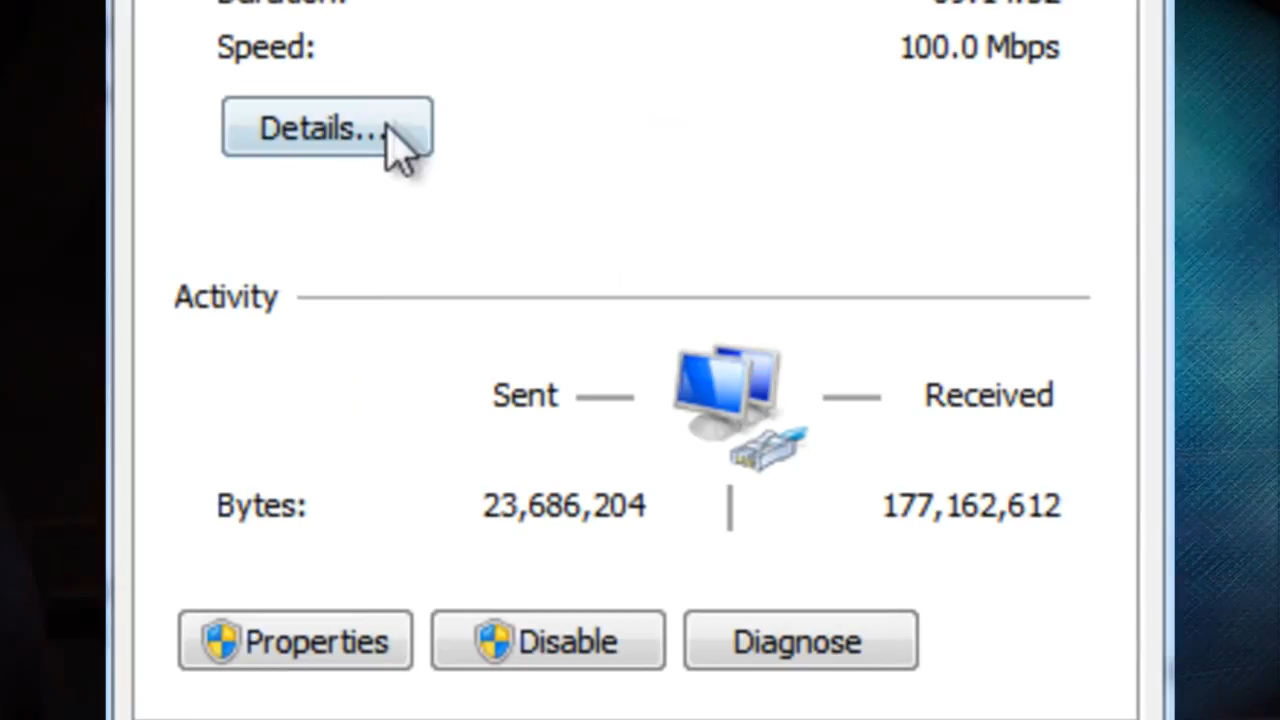 Speed: 100.0 Mbps
Details...
Activity
Sent Received
Bytes: 23,686,204 177,162,612
Properties Disable Diagnose